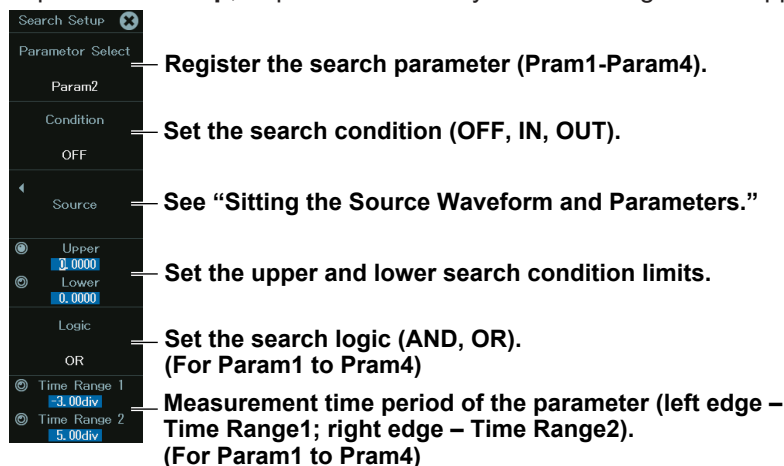 Search Setup
Parametor Select
Param2
Register the search parameter (Pram1-Param4).
Condition
OFF
Set the search condition (OFF, IN, OUT).
Source
See “Sitting the Source Waveform and Parameters.”
Upper
0.0000
Lower
0.0000
Set the upper and lower search condition limits.
Logic
OR
Set the search logic (AND, OR).
(For Param1 to Pram4)
Time Range 1
-3.00div
Time Range 2
5.00div
Measurement time period of the parameter (left edge –
Time Range1; right edge – Time Range2).
(For Param1 to Pram4)